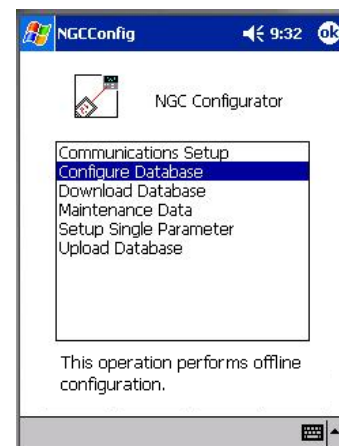 NGCConfig 9:32 ok
NGC Configurator
Communications Setup
Configure Database
Download Database
Maintenance Data
Setup Single Parameter
Upload Database
This operation performs offline
configuration.